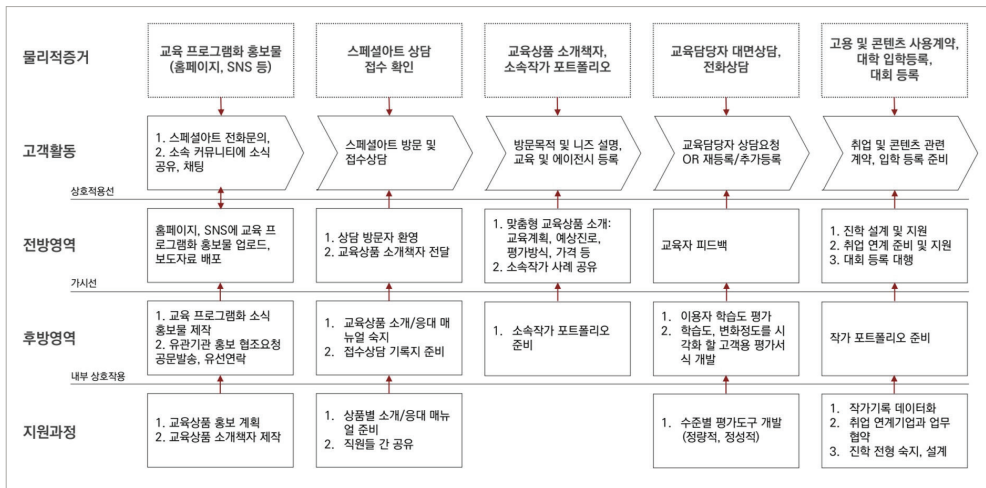 물리적증거
교육 프로그램화 홍보물
(홈페이지, SNS 등)
스페셜아트 상담
접수 확인
교육상품 소개책자,
소속작가 포트폴리오
교육담당자 대면상담,
전화상담
고용 및 콘텐츠 사용계약,
대학 입학등록,
대회 등록
고객활동
1. 스페셜아트 전화문의,
2. 소속 커뮤니티에 소식
공유, 채팅
스페셜아트 방문 및
접수상담
방문목적 및 니즈 설명,
교육 및 에이전시 등록
교육담당자 상담요청
OR 재등록/추가등록
취업 및 콘텐츠 관련
계약, 입학 등록 준비
상호적용선
전방영역
홈페이지, SNS에 교육 프
로그램화 홍보물 업로드,
보도자료 배포
1. 상담 방문자 환영
2. 교육상품 소개책자 전달
1. 맞춤형 교육상품 소개:
교육계획, 예상진로,
평가방식, 가격 등
2. 소속작가 사례 공유
교육자 피드백
1. 진학 설계 및 지원
2. 취업 연계 준비 및 지원
3. 대회 등록 대행
가시선
후방영역
1. 교육 프로그램화 소식
홍보물 제작
2. 유관기관 홍보 협조요청
공문발송, 유선연락
1. 교육상품 소개/응대 매
뉴얼 숙지
2. 접수상담 기록지 준비
1. 소속작가 포트폴리오
준비
1. 이용자 학습도 평가
2. 학습도, 변화정도를 시
각화 할 고객용 평가서
식 개발
작가 포트폴리오 준비
내부 상호작용
지원과정
1. 교육상품 홍보 계획
2. 교육상품 소개책자 제작
1. 상품별 소개/응대 매뉴
얼 준비
2. 직원들 간 공유
1. 수준별 평가도구 개발
(정량적, 정성적)
1. 작가기록 데이터화
2. 취업 연계기업과 업무
협약
3. 진학 전형 숙지, 설계